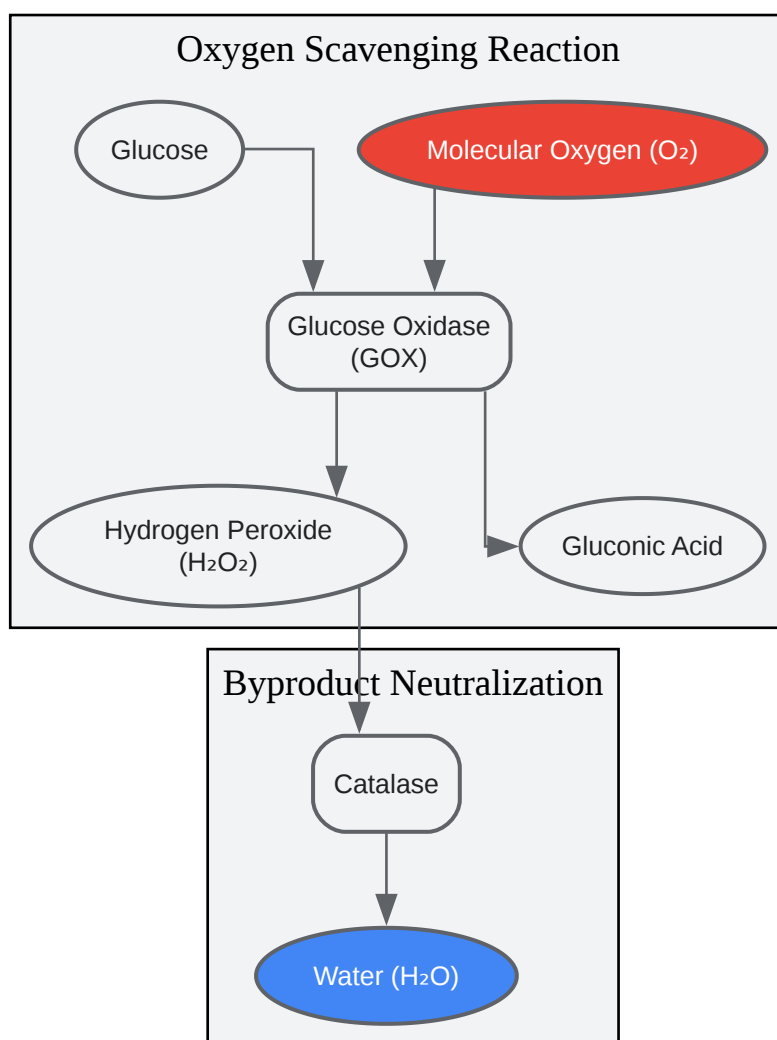 Oxygen Scavenging Reaction
Glucose
Molecular Oxygen (O₂)
Glucose Oxidase
(GOX)
Hydrogen Peroxide
(H₂O₂)
Gluconic Acid
Byproduct Neutralization
Catalase
Water (H₂O)